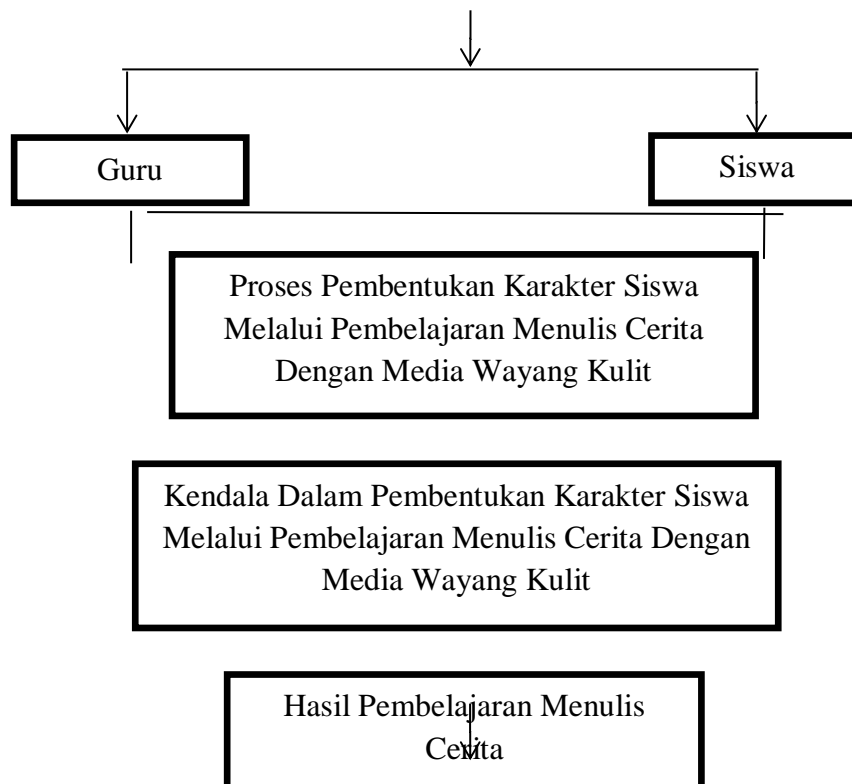 Guru
Siswa
Proses Pembentukan Karakter Siswa
Melalui Pembelajaran Menulis Cerita
Dengan Media Wayang Kulit
Kendala Dalam Pembentukan Karakter Siswa
Melalui Pembelajaran Menulis Cerita Dengan
Media Wayang Kulit
Hasil Pembelajaran Menulis
Cerita